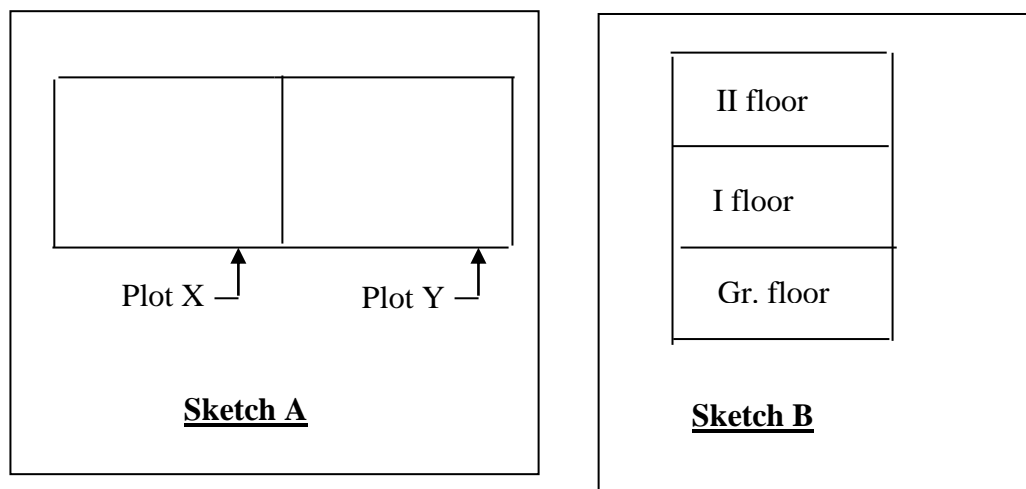 Plot X
Plot Y
Sketch A
II floor
I floor
Gr. floor
Sketch B